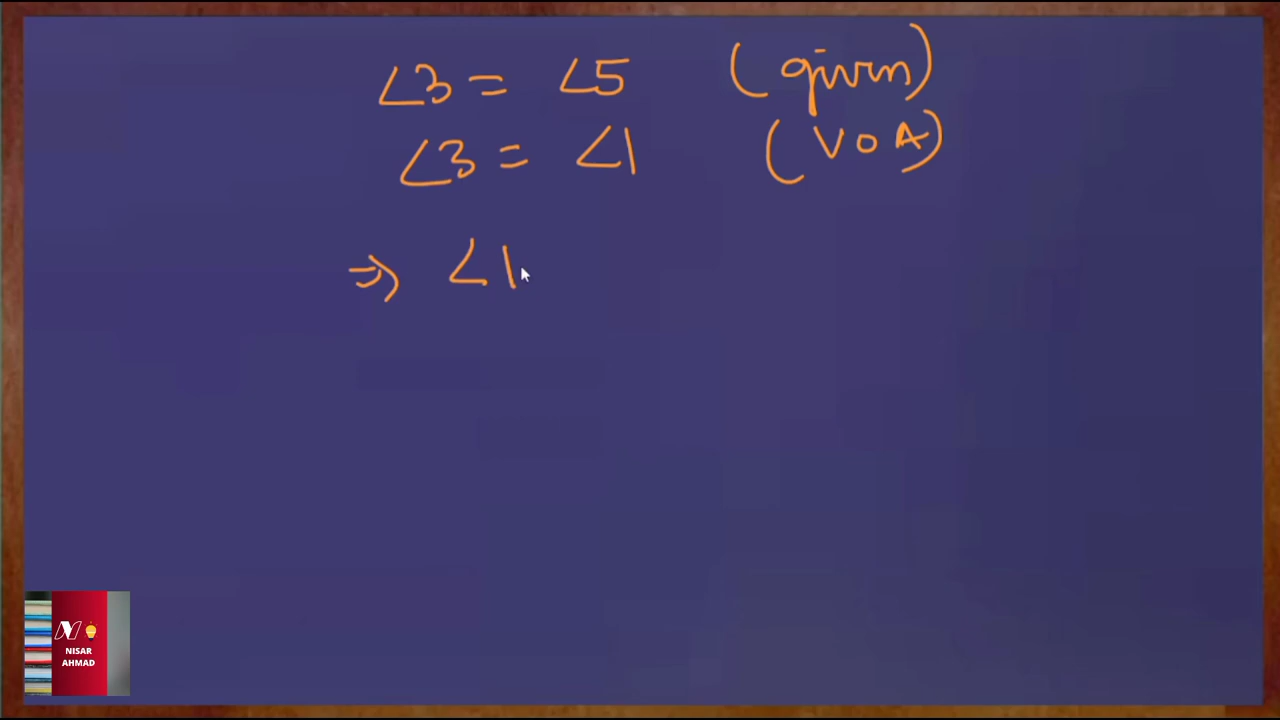 ∠3 = ∠5 (given)
∠3 = ∠1 (VOA)
⇒ ∠1
N
NISAR
AHMAD